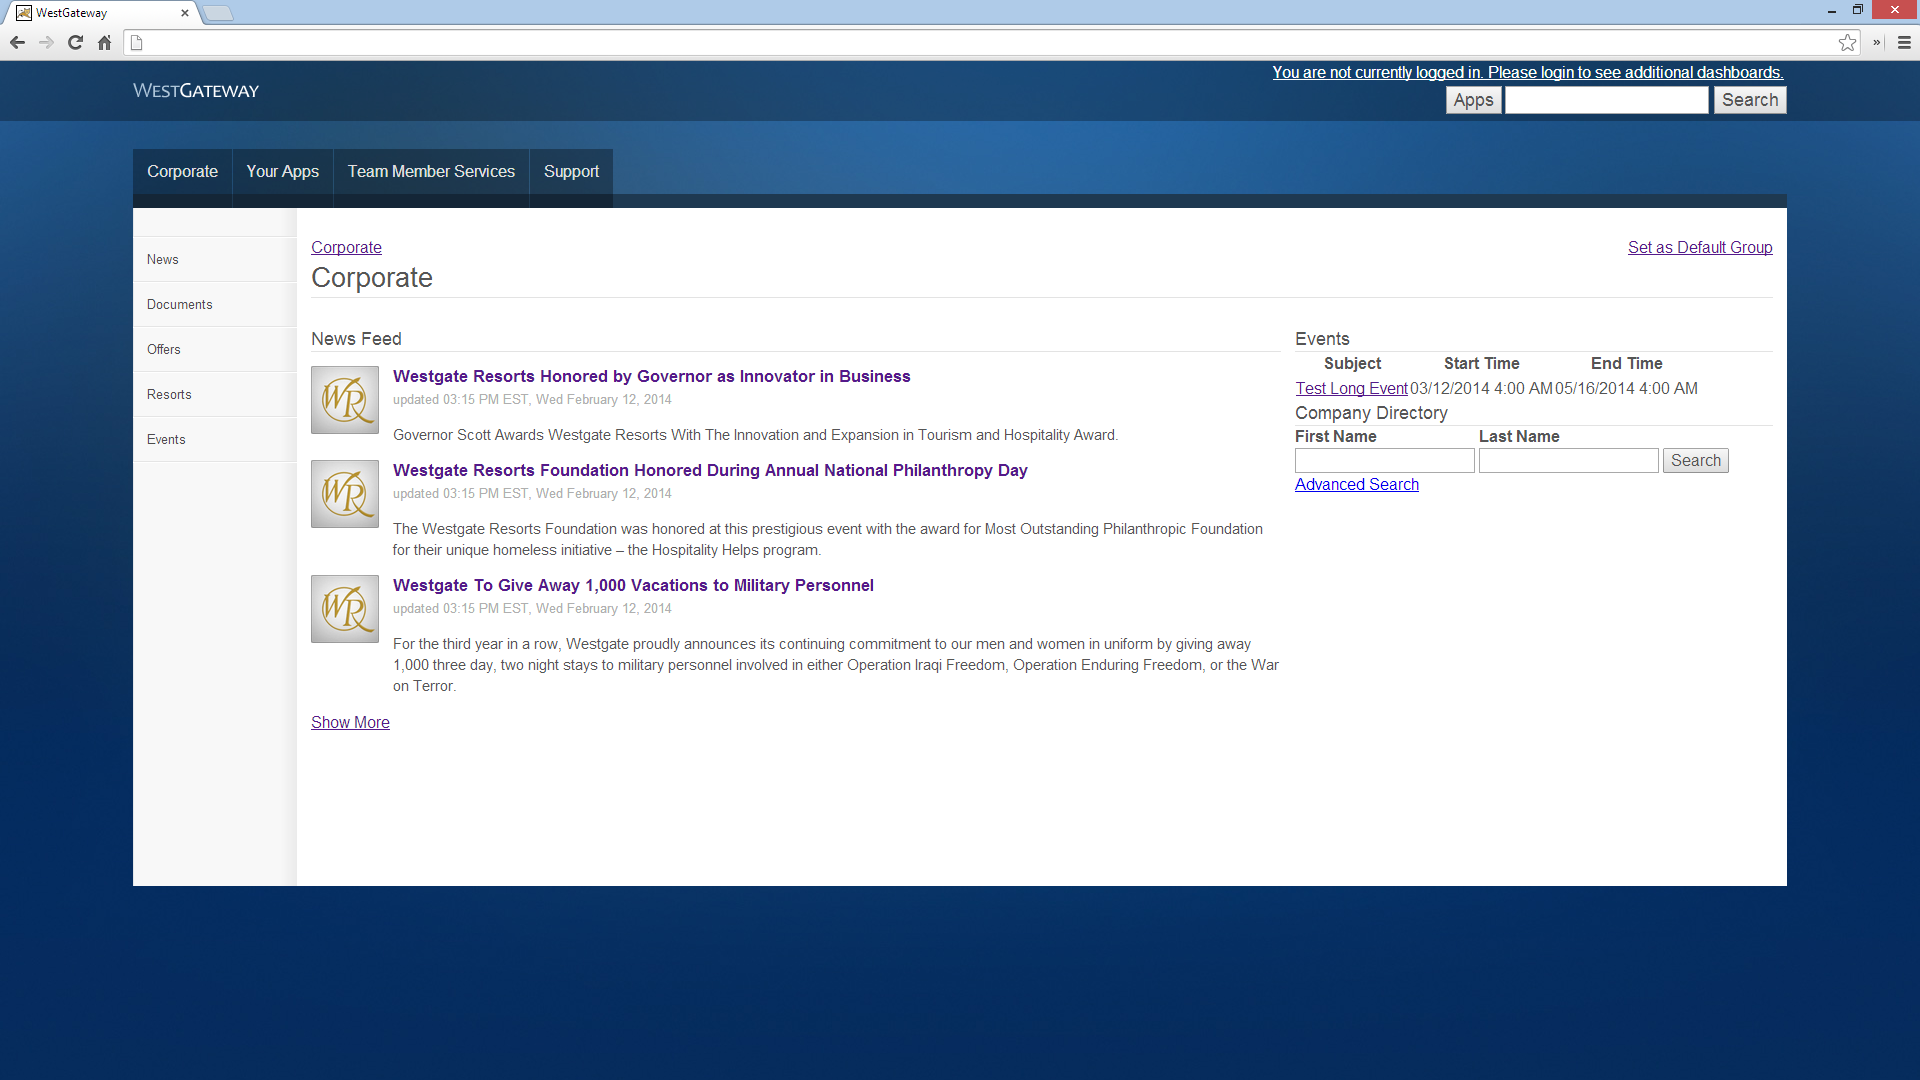 WestGateway
»
You are not currently logged in. Please login to see additional dashboards.
WESTGATEWAY
Apps Search
Corporate Your Apps Team Member Services Support
News
Documents
Offers
Resorts
Events
Corporate Set as Default Group
Corporate
News Feed
WR
Westgate Resorts Honored by Governor as Innovator in Business
updated 03:15 PM EST, Wed February 12, 2014
Governor Scott Awards Westgate Resorts With The Innovation and Expansion in Tourism and Hospitality Award.
WR
Westgate Resorts Foundation Honored During Annual National Philanthropy Day
updated 03:15 PM EST, Wed February 12, 2014
The Westgate Resorts Foundation was honored at this prestigious event with the award for Most Outstanding Philanthropic Foundation
for their unique homeless initiative – the Hospitality Helps program.
WR
Westgate To Give Away 1,000 Vacations to Military Personnel
updated 03:15 PM EST, Wed February 12, 2014
For the third year in a row, Westgate proudly announces its continuing commitment to our men and women in uniform by giving away
1,000 three day, two night stays to military personnel involved in either Operation Iraqi Freedom, Operation Enduring Freedom, or the War
on Terror.
Show More
Events
Subject Start Time End Time
Test Long Event 03/12/2014 4:00 AM 05/16/2014 4:00 AM
Company Directory
First Name Last Name
Search
Advanced Search